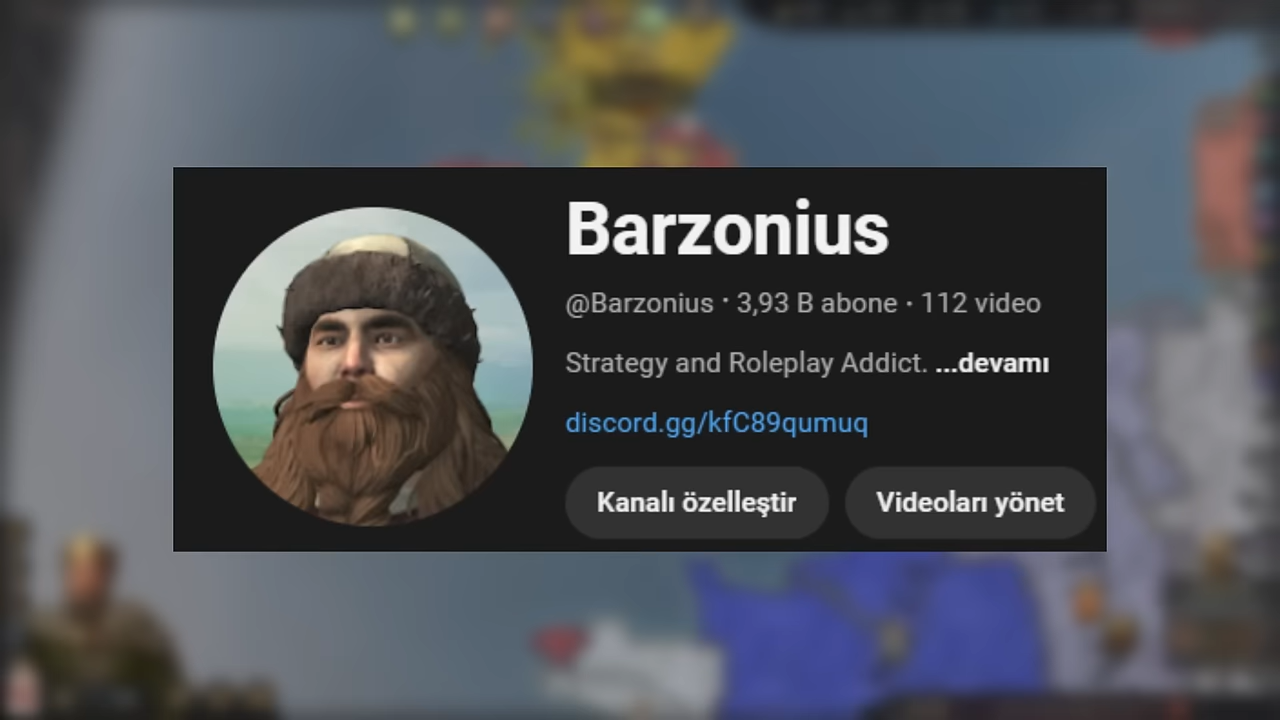 Barzonius
@Barzonius · 3,93 B abone · 112 video
Strategy and Roleplay Addict. ...devamı
discord.gg/kfC89qumuq
Kanalı özelleştir Videoları yönet